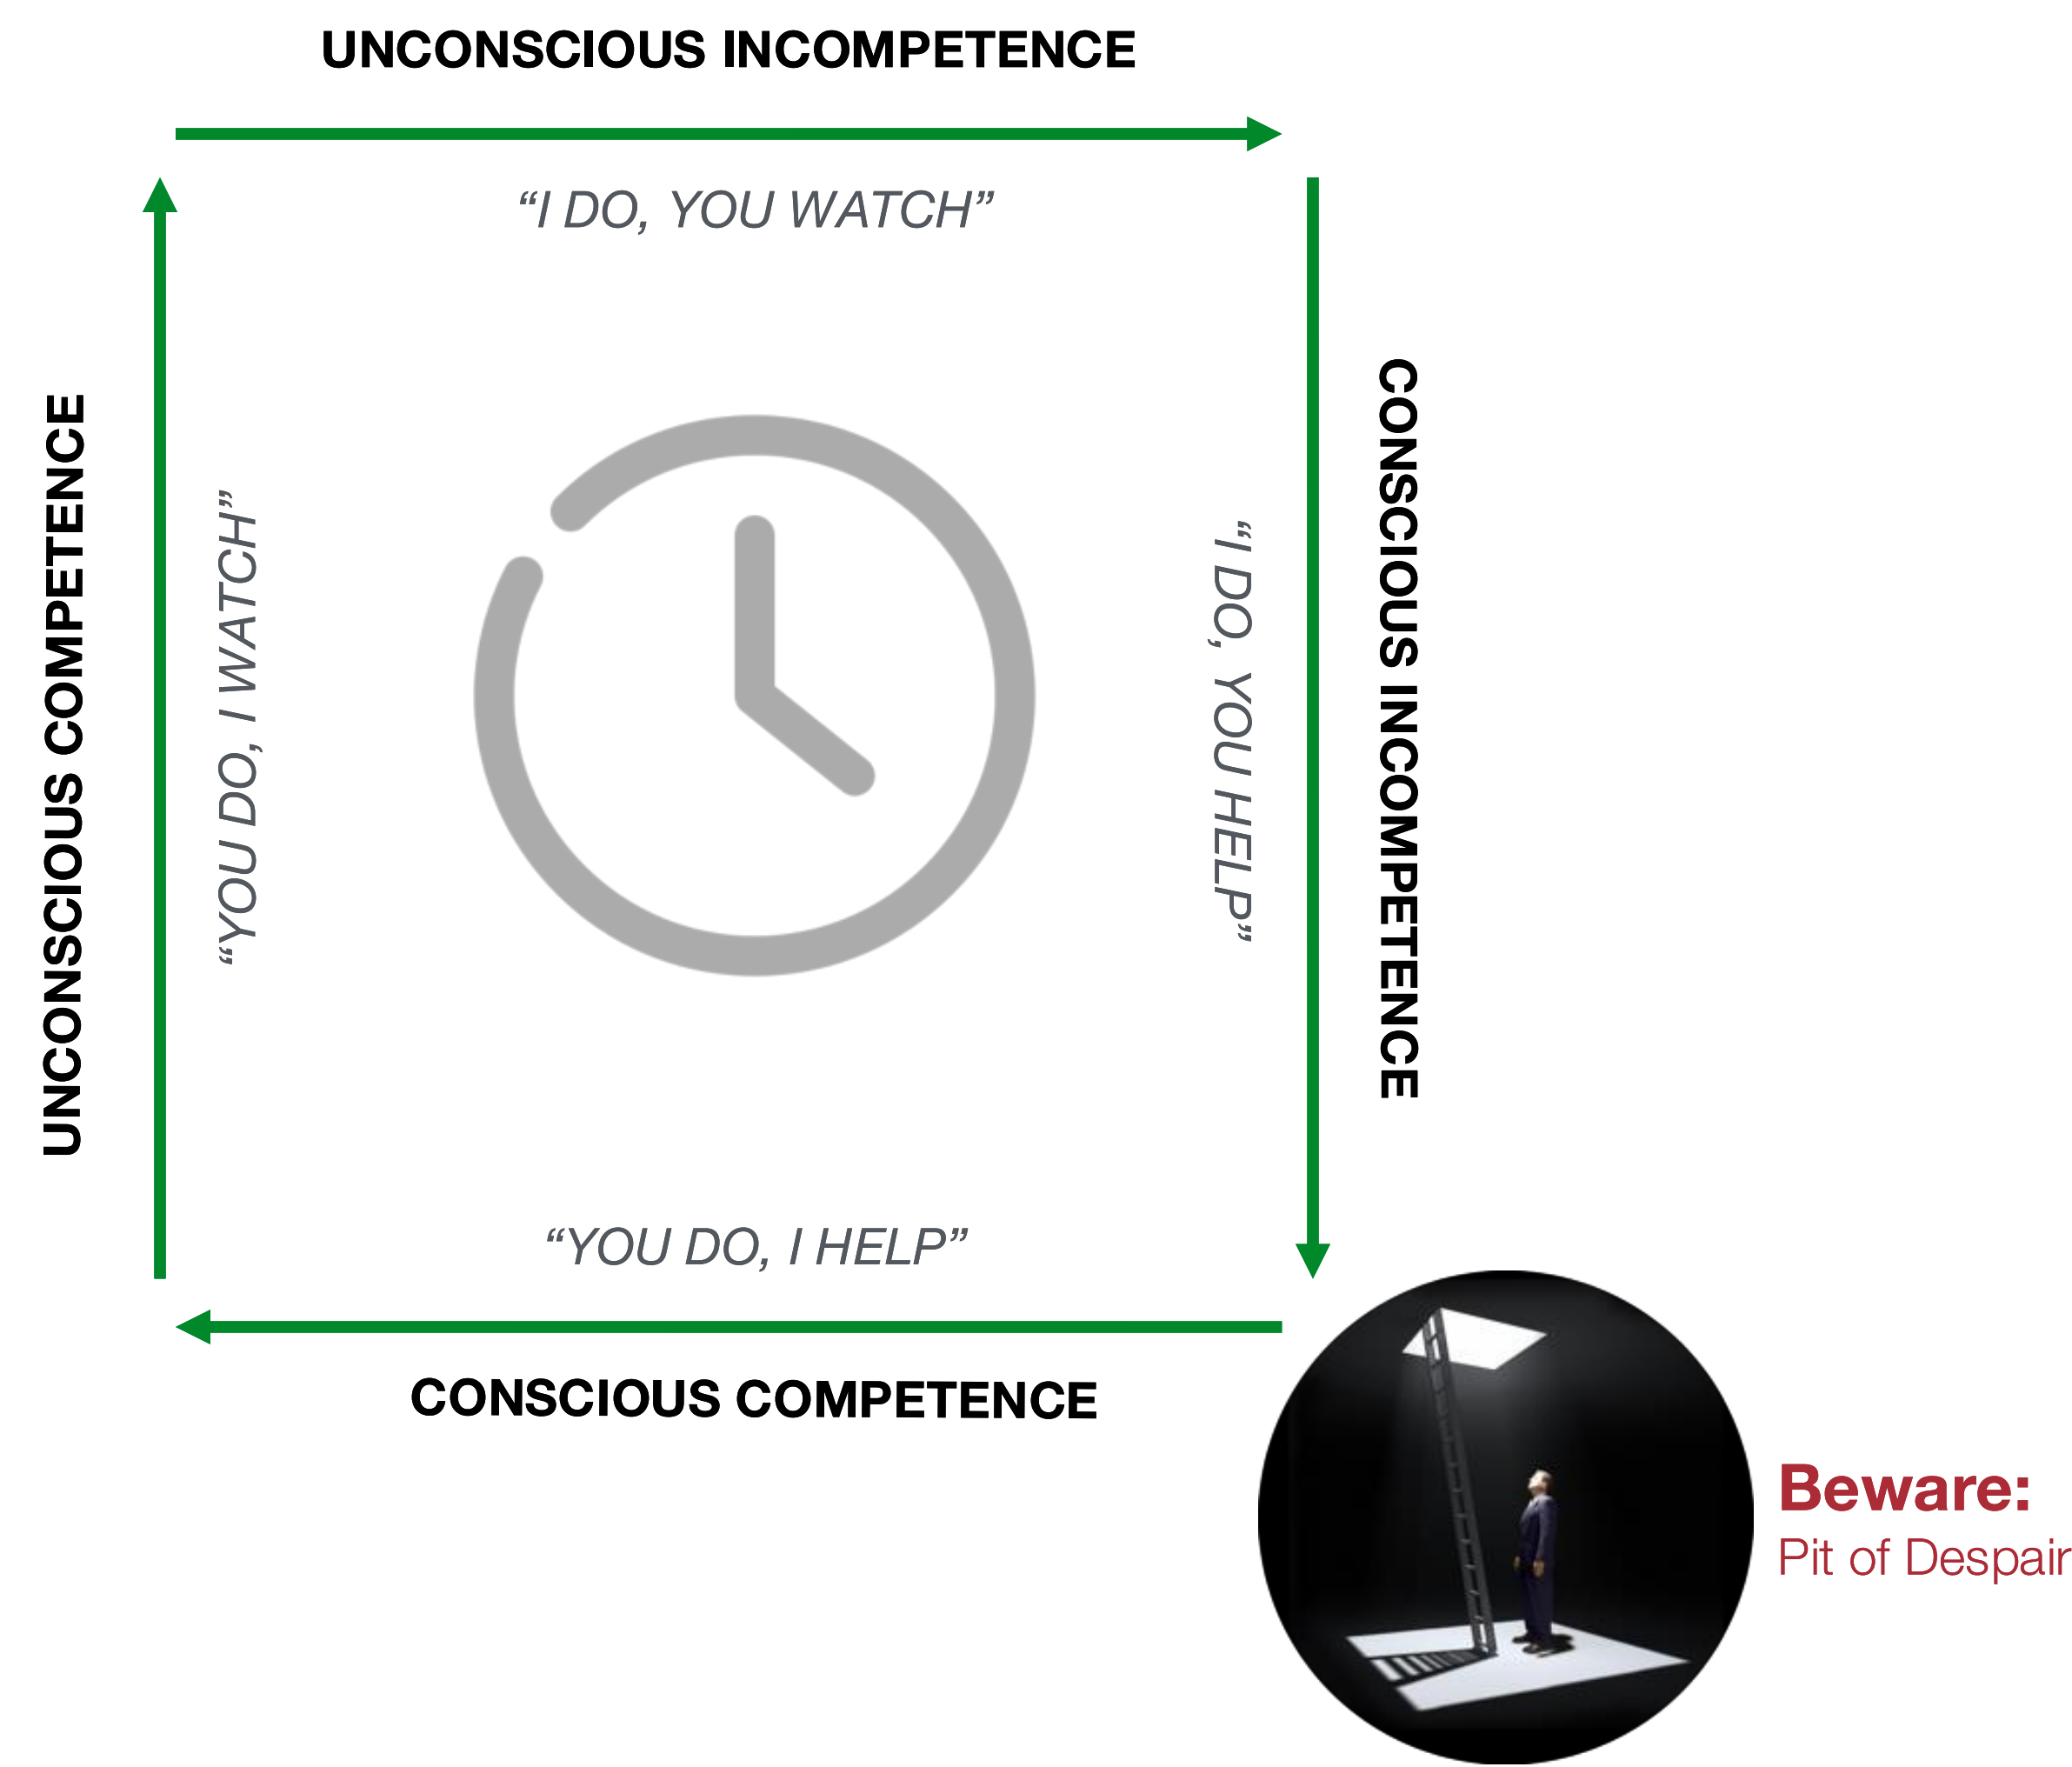 UNCONSCIOUS INCOMPETENCE
“I DO, YOU WATCH”
CONSCIOUS INCOMPETENCE
“I DO, YOU HELP”
“YOU DO, I HELP”
CONSCIOUS COMPETENCE
UNCONSCIOUS COMPETENCE
“YOU DO, I WATCH”
Beware:
Pit of Despair